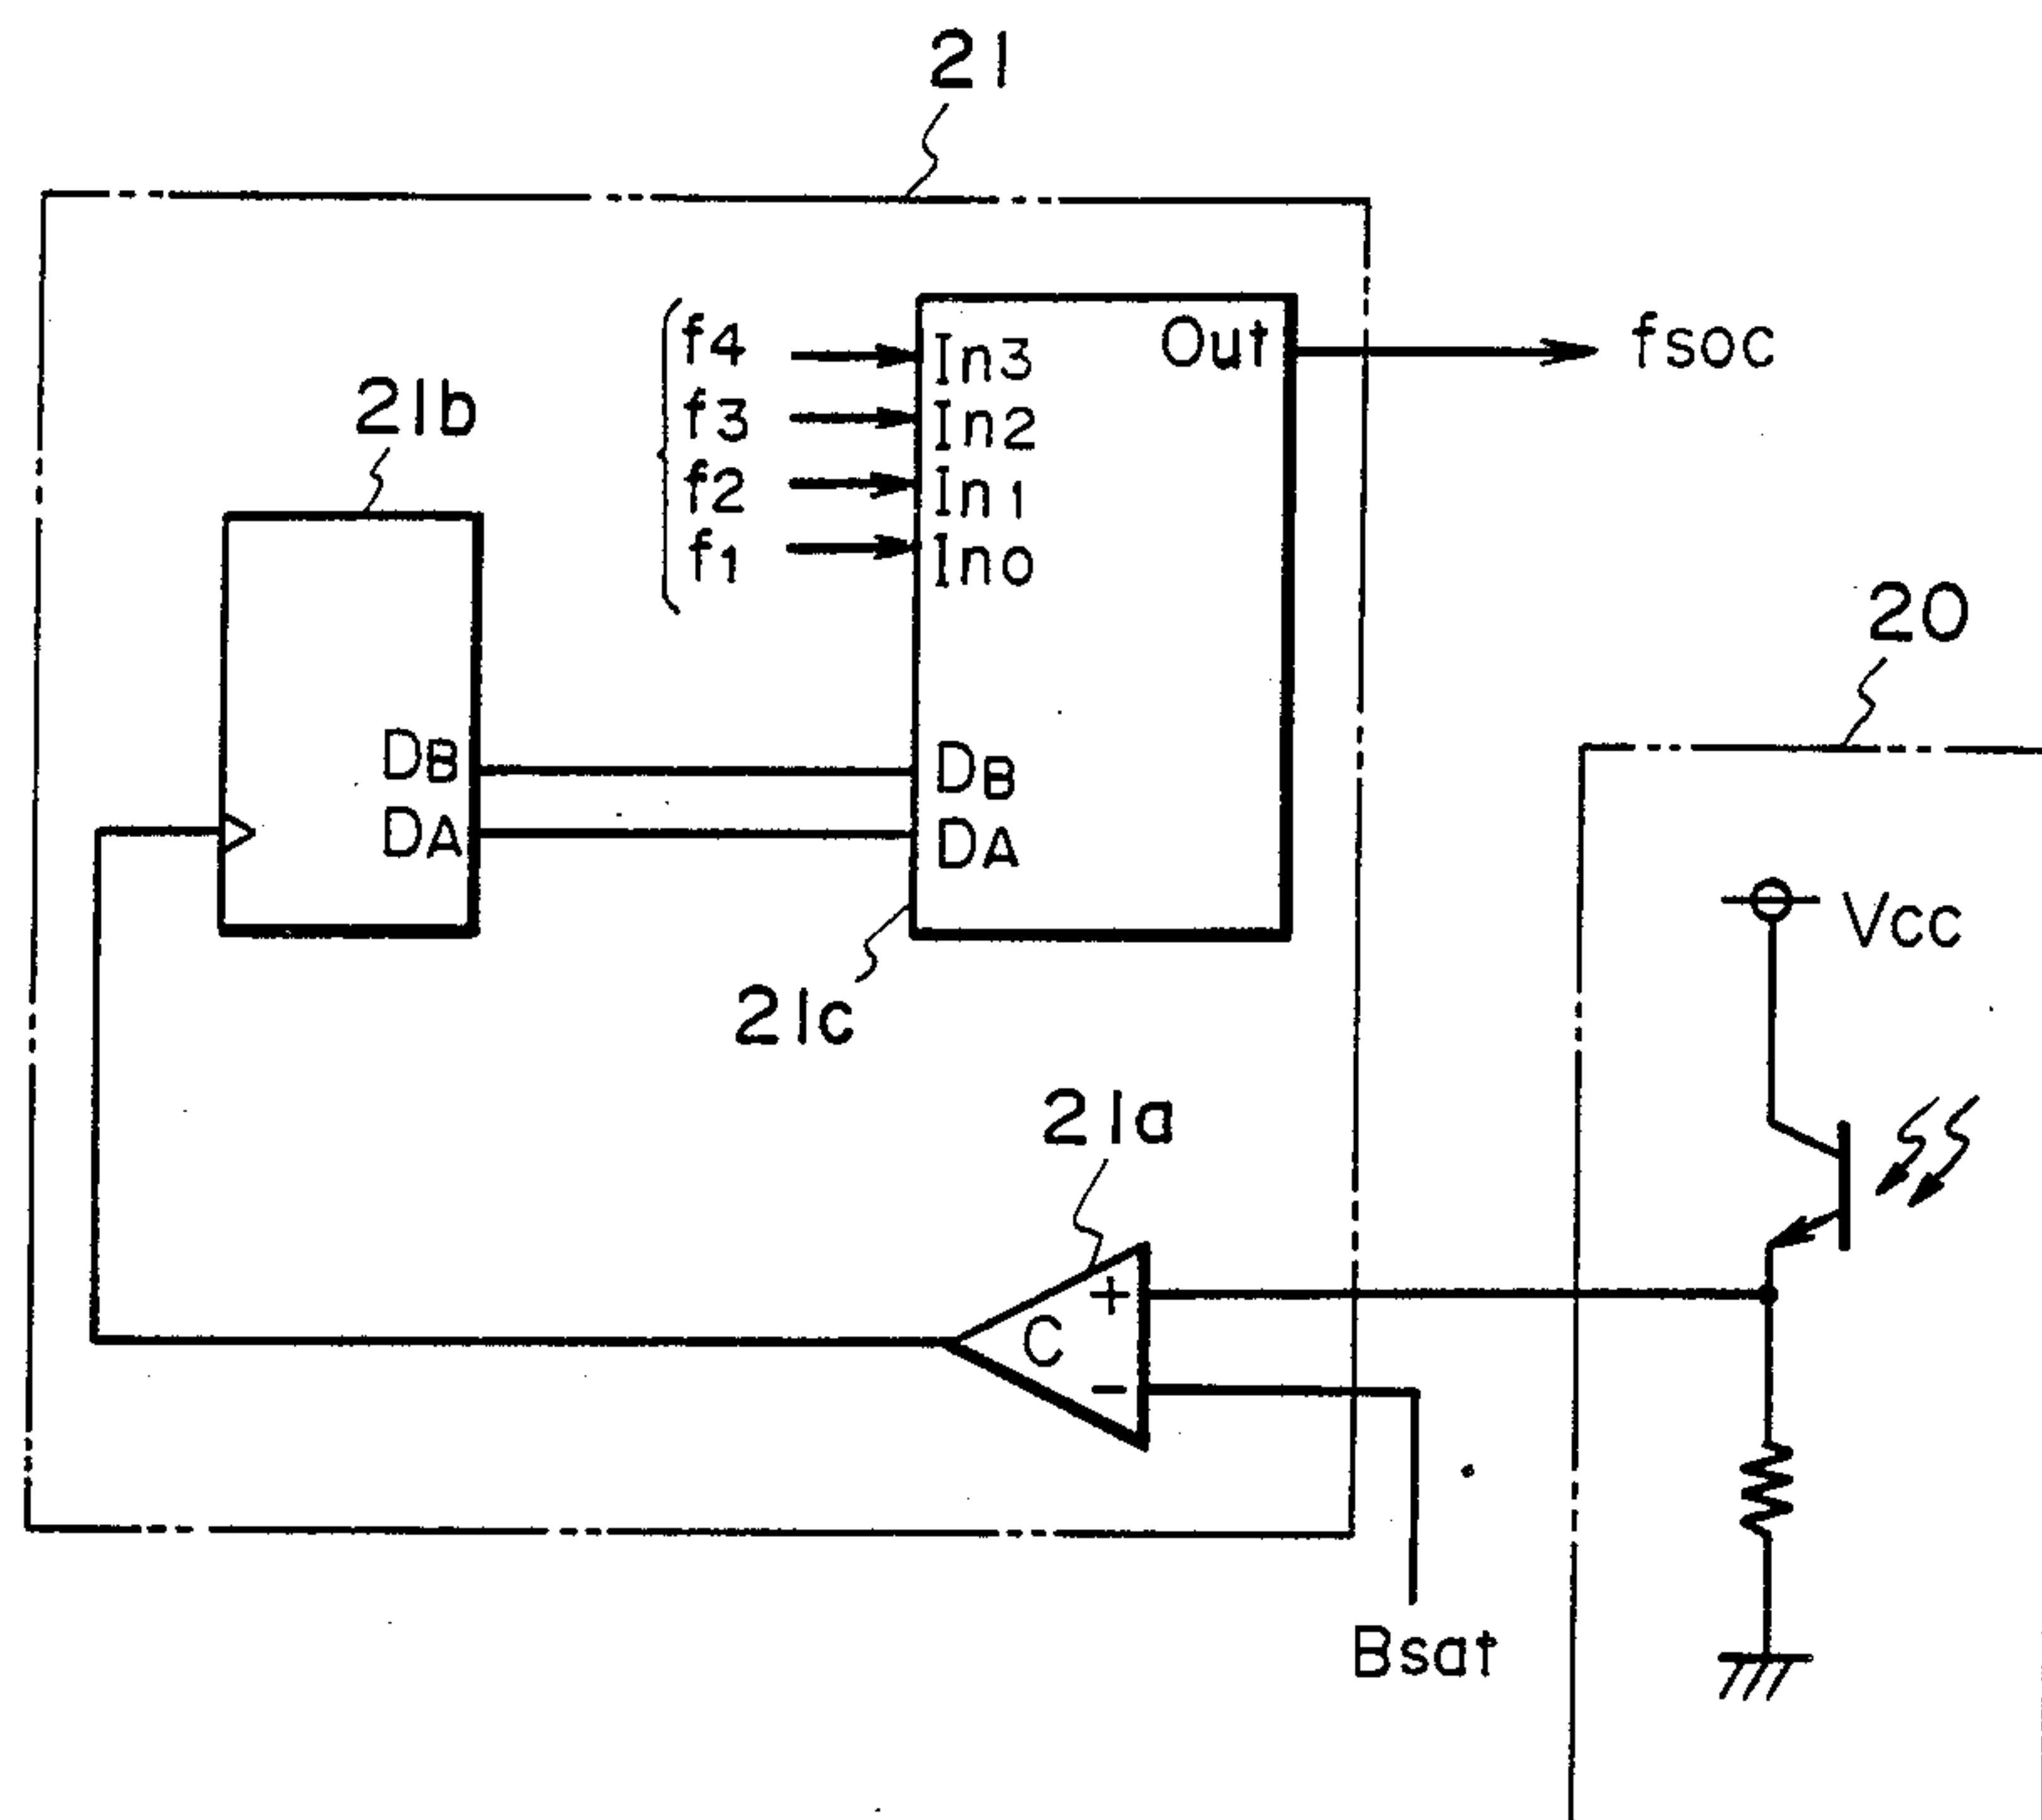 21
f4 In3 Out fsoc
f3 In2
f2 In1
f1 In0
21b
20
DB DB
DA DA
Vcc
21c
21a
+
C
−
Bsat